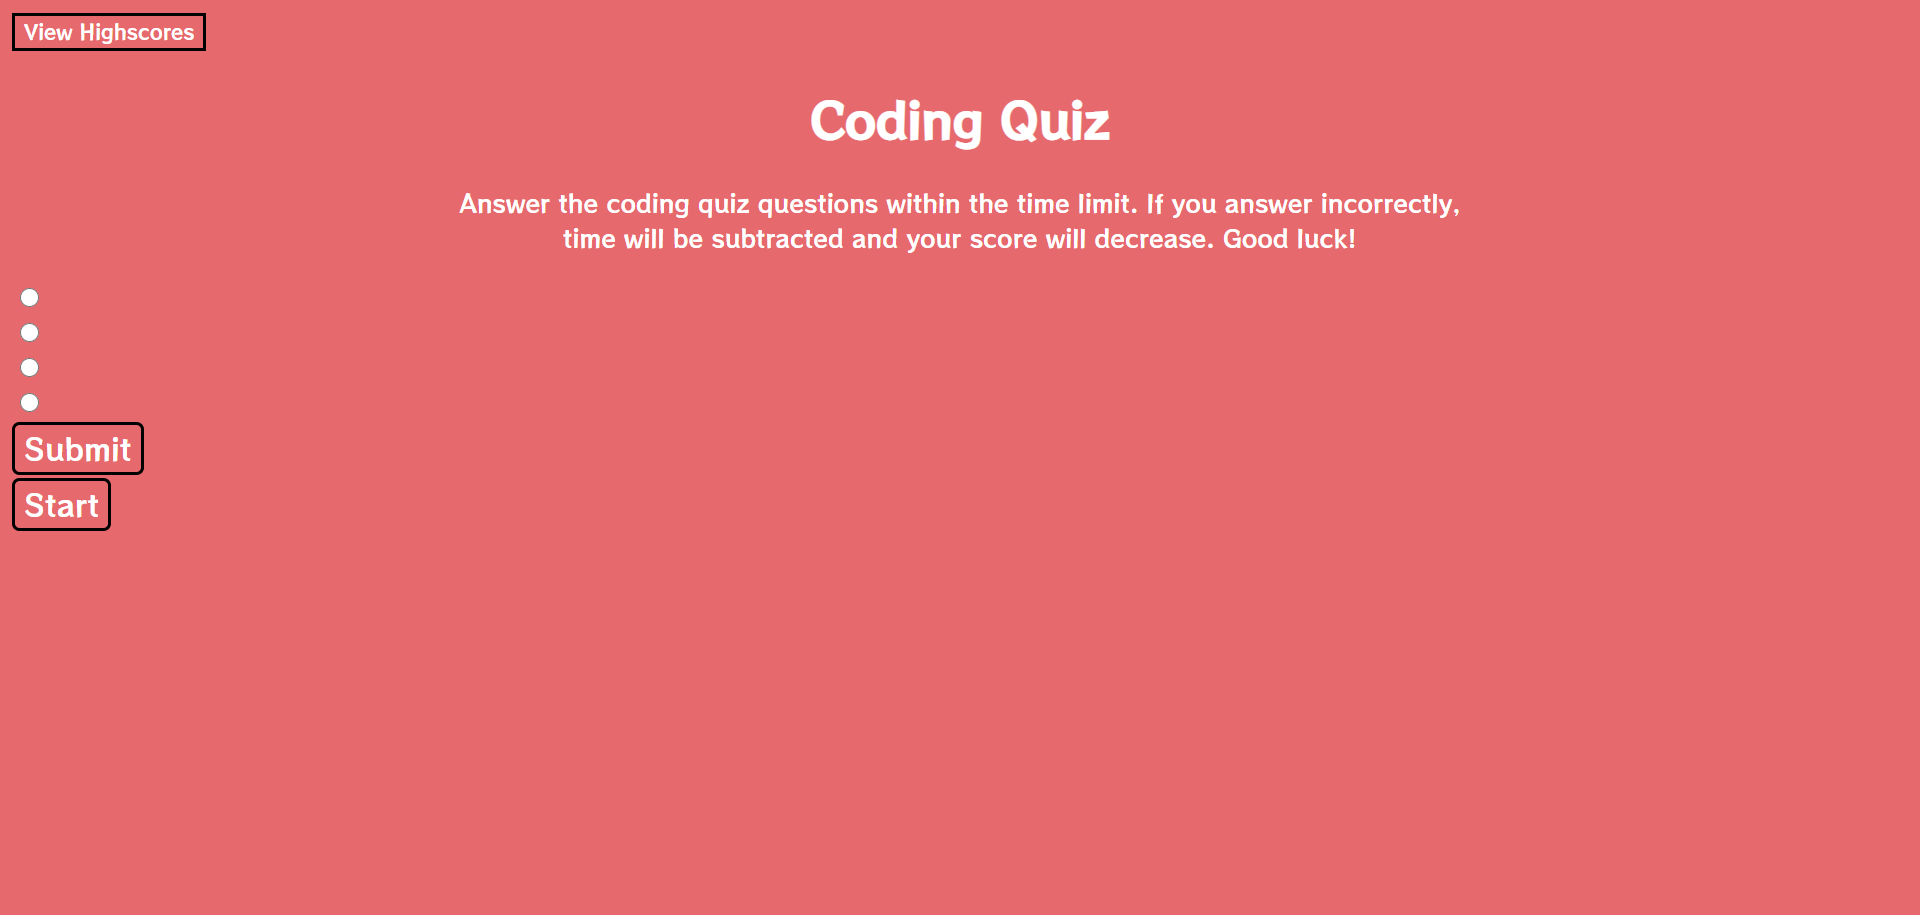 View Highscores
Coding Quiz
Answer the coding quiz questions within the time limit. If you answer incorrectly,
time will be subtracted and your score will decrease. Good luck!
Submit
Start